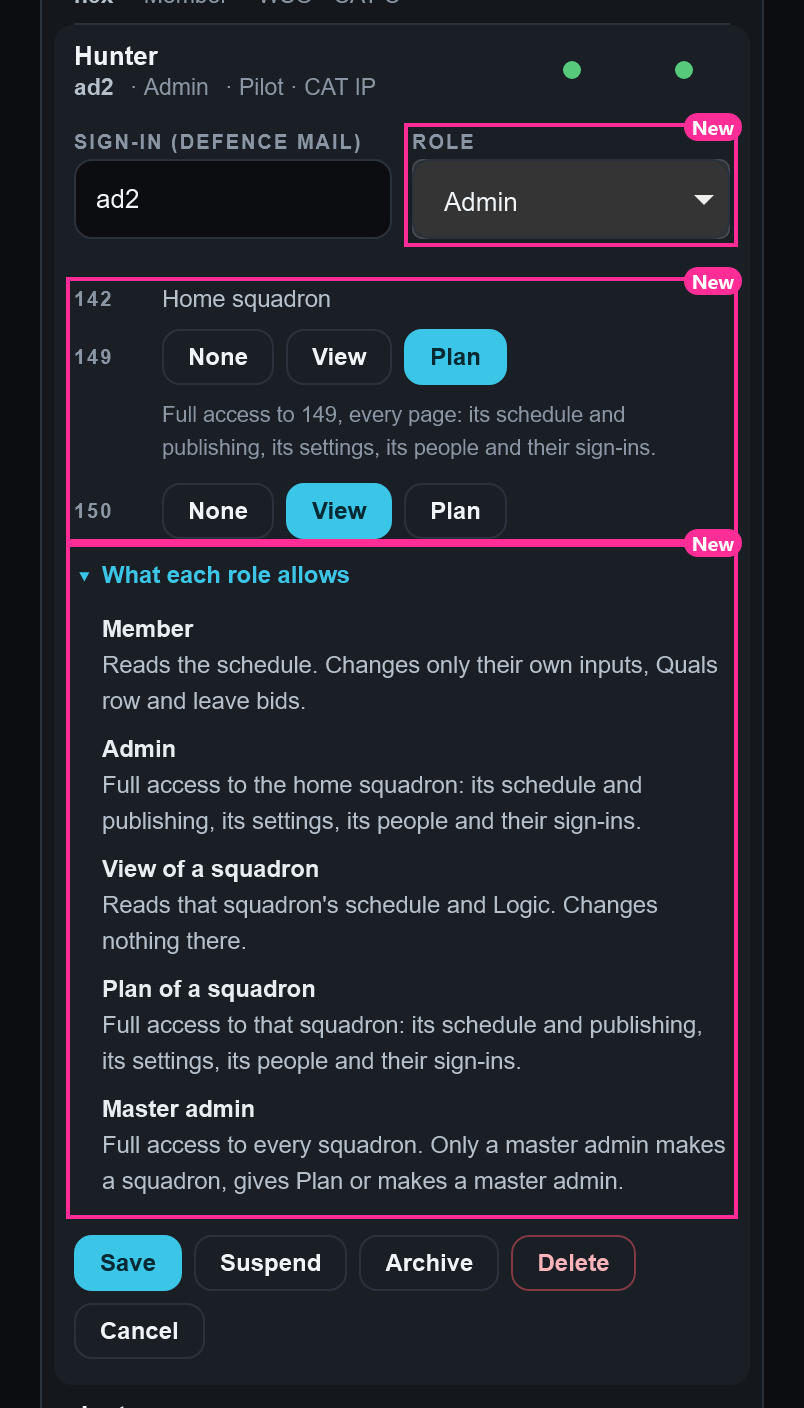 Hunter
ad2 · Admin · Pilot · CAT IP
New
SIGN-IN (DEFENCE MAIL) ROLE
ad2 Admin
New
142 Home squadron
149 None View Plan
Full access to 149, every page: its schedule and
publishing, its settings, its people and their sign-ins.
150 None View Plan
New
▼ What each role allows
Member
Reads the schedule. Changes only their own inputs, Quals
row and leave bids.
Admin
Full access to the home squadron: its schedule and
publishing, its settings, its people and their sign-ins.
View of a squadron
Reads that squadron's schedule and Logic. Changes
nothing there.
Plan of a squadron
Full access to that squadron: its schedule and publishing,
its settings, its people and their sign-ins.
Master admin
Full access to every squadron. Only a master admin makes
a squadron, gives Plan or makes a master admin.
Save Suspend Archive Delete
Cancel